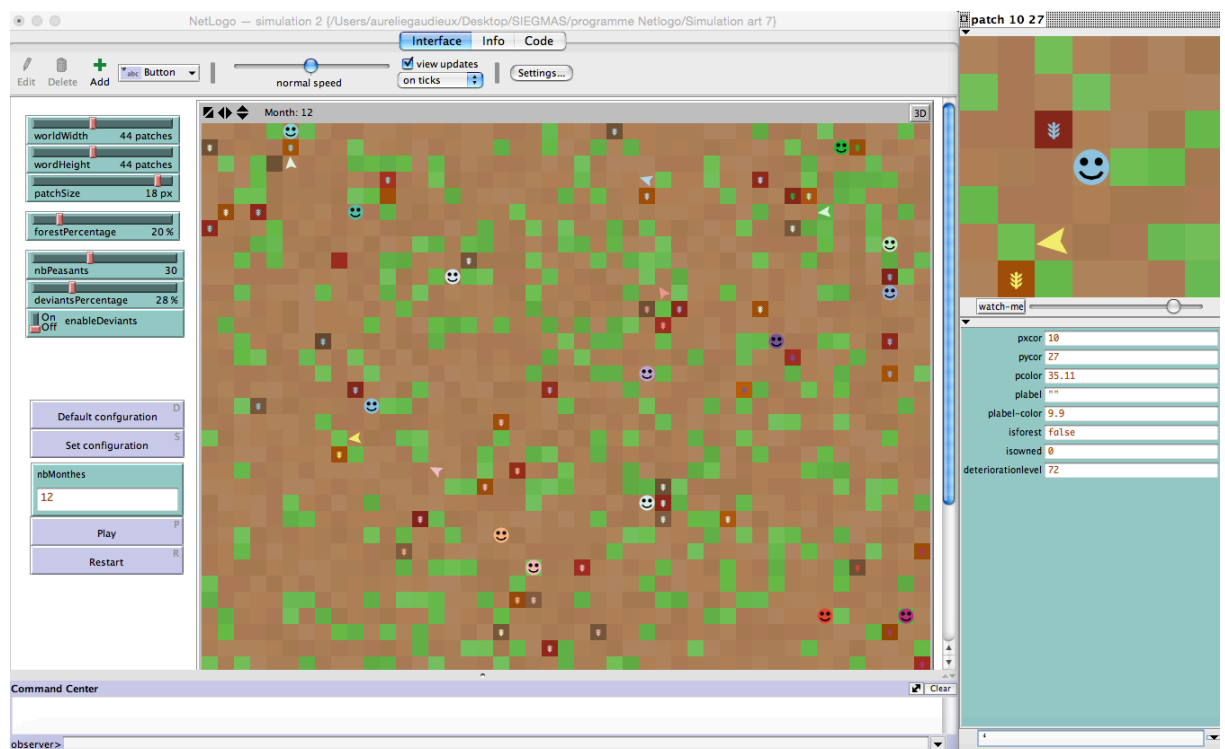 NetLogo — simulation 2 {/Users/aureliegaudieux/Desktop/SIEGMAS/programme Netlogo/Simulation art 7}
Interface Info Code
Edit Delete Add
abc Button
normal speed
view updates
on ticks
Settings...
Month: 12
3D
worldWidth 44 patches
wordHeight 44 patches
patchSize 18 px
forestPercentage 20 %
nbPeasants 30
deviantsPercentage 28 %
On
Off
enableDeviants
Default confguration D
Set configuration S
nbMonthes
12
Play P
Restart R
Command Center
Clear
observer>
patch 10 27
watch-me
pxcor 10
pycor 27
pcolor 35.11
plabel ""
plabel-color 9.9
isforest false
isowned 0
deteriorationlevel 72